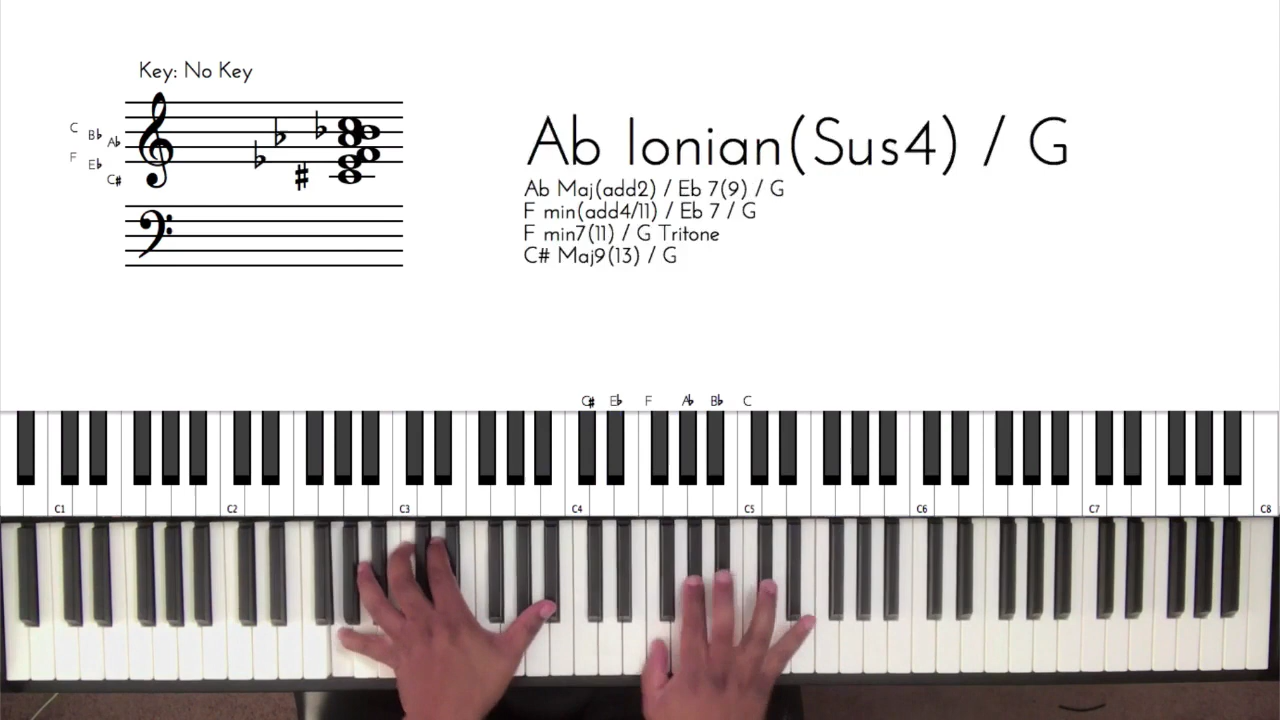 Key: No Key
C
B♭
A♭
F
E♭
C♯
Ab Ionian(Sus4) / G
Ab Maj(add2) / Eb 7(9) / G
F min(add4/11) / Eb 7 / G
F min7(11) / G Tritone
C# Maj9(13) / G
C♯ E♭ F A♭ B♭ C
C1 C2 C3 C4 C5 C6 C7 C8